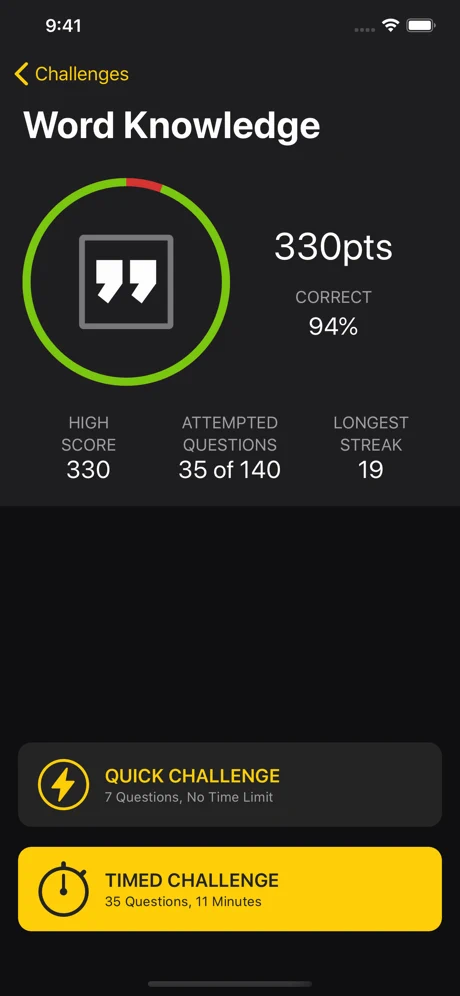 9:41
Challenges
Word Knowledge
330pts
CORRECT
94%
HIGH
SCORE
330
ATTEMPTED
QUESTIONS
35 of 140
LONGEST
STREAK
19
QUICK CHALLENGE
7 Questions, No Time Limit
TIMED CHALLENGE
35 Questions, 11 Minutes